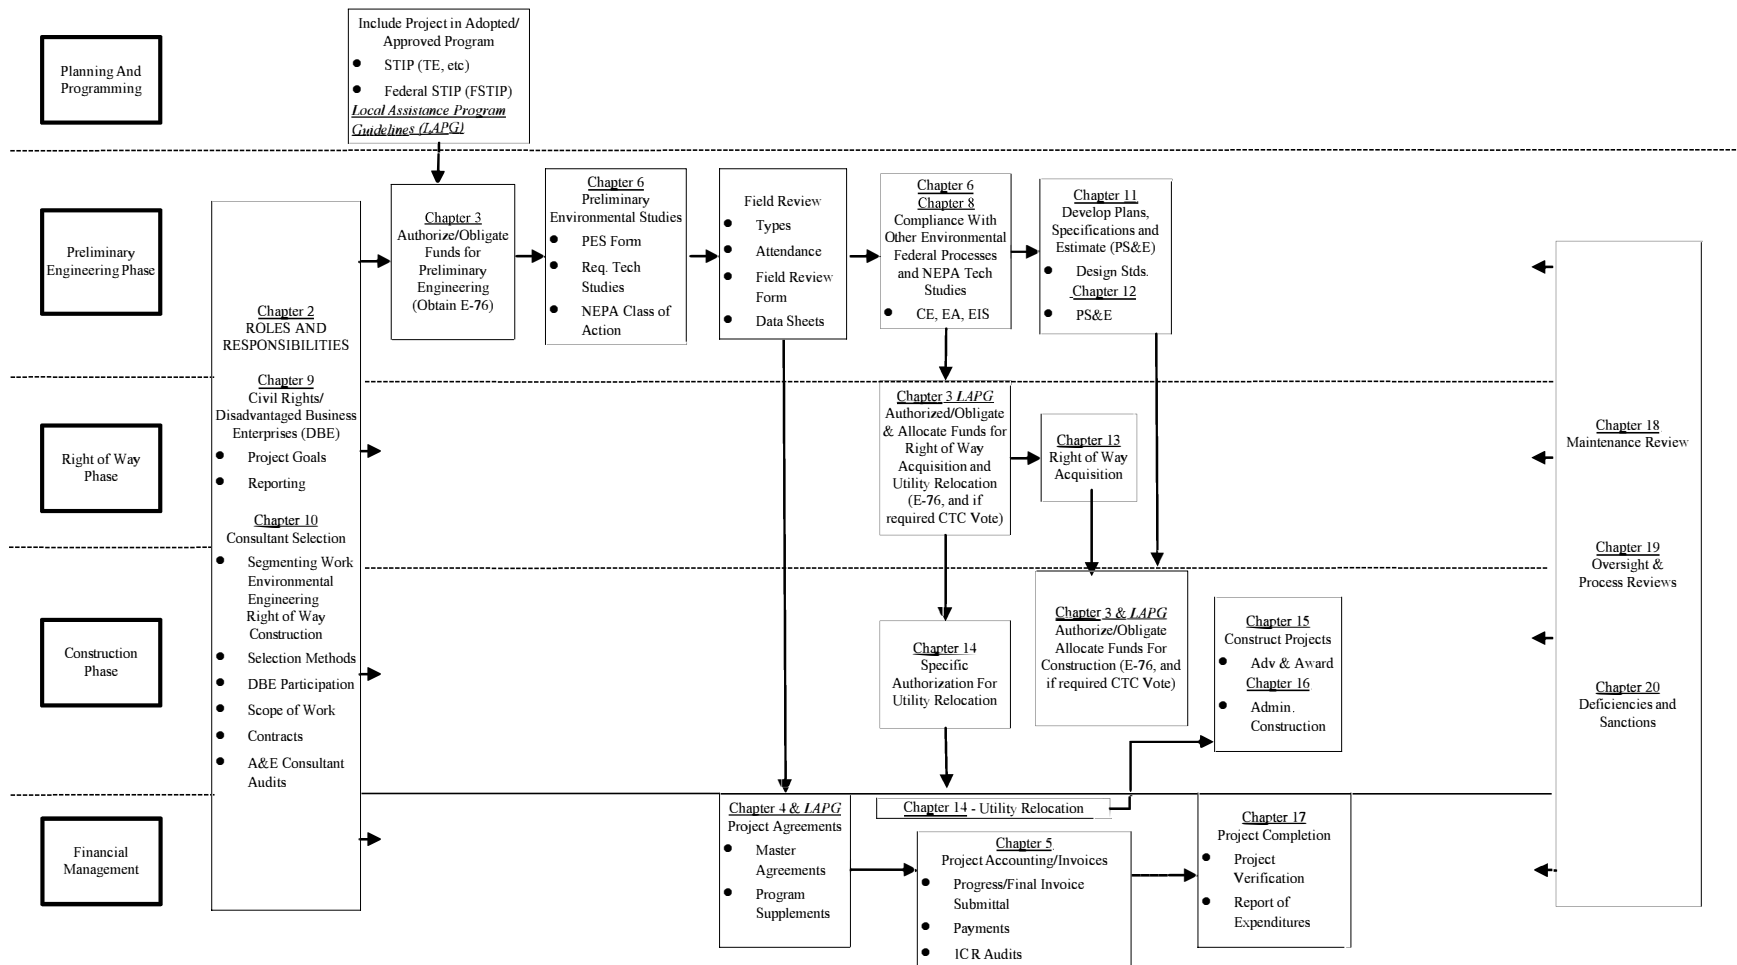 Planning And
Programming
Include Project in Adopted/
Approved Program
● STIP (TE, etc)
● Federal STIP (FSTIP)
Local Assistance Program
Guidelines (LAPG)
Preliminary
Engineering Phase
Chapter 2
ROLES AND
RESPONSIBILITIES
Chapter 9
Civil Rights/
Disadvantaged Business
Enterprises (DBE)
● Project Goals
● Reporting
Chapter 10
Consultant Selection
● Segmenting Work
Environmental
Engineering
Right of Way
Construction
● Selection Methods
● DBE Participation
● Scope of Work
● Contracts
● A&E Consultant
Audits
Chapter 3
Authorize/Obligate
Funds for
Preliminary
Engineering
(Obtain E-76)
Chapter 6
Preliminary
Environmental Studies
● PES Form
● Req. Tech
Studies
● NEPA Class of
Action
Field Review
● Types
● Attendance
● Field Review
Form
● Data Sheets
Chapter 6
Chapter 8
Compliance With
Other Environmental
Federal Processes
and NEPA Tech
Studies
● CE, EA, EIS
Chapter 11
Develop Plans,
Specifications and
Estimate (PS&E)
● Design Stds.
Chapter 12
● PS&E
Right of Way
Phase
Chapter 3 LAPG
Authorized/Obligate
& Allocate Funds for
Right of Way
Acquisition and
Utility Relocation
(E-76, and if
required CTC Vote)
Chapter 13
Right of Way
Acquisition
Chapter 18
Maintenance Review
Chapter 19
Oversight &
Process Reviews
Chapter 20
Deficiencies and
Sanctions
Construction
Phase
Chapter 14
Specific
Authorization For
Utility Relocation
Chapter 3 & LAPG
Authorize/Obligate
Allocate Funds For
Construction (E-76, and
if required CTC Vote)
Chapter 15
Construct Projects
● Adv & Award
Chapter 16
● Admin.
Construction
Financial
Management
Chapter 4 & LAPG
Project Agreements
● Master
Agreements
● Program
Supplements
Chapter 14 - Utility Relocation
Chapter 5
Project Accounting/Invoices
● Progress/Final Invoice
Submittal
● Payments
● ICR Audits
Chapter 17
Project Completion
● Project
Verification
● Report of
Expenditures